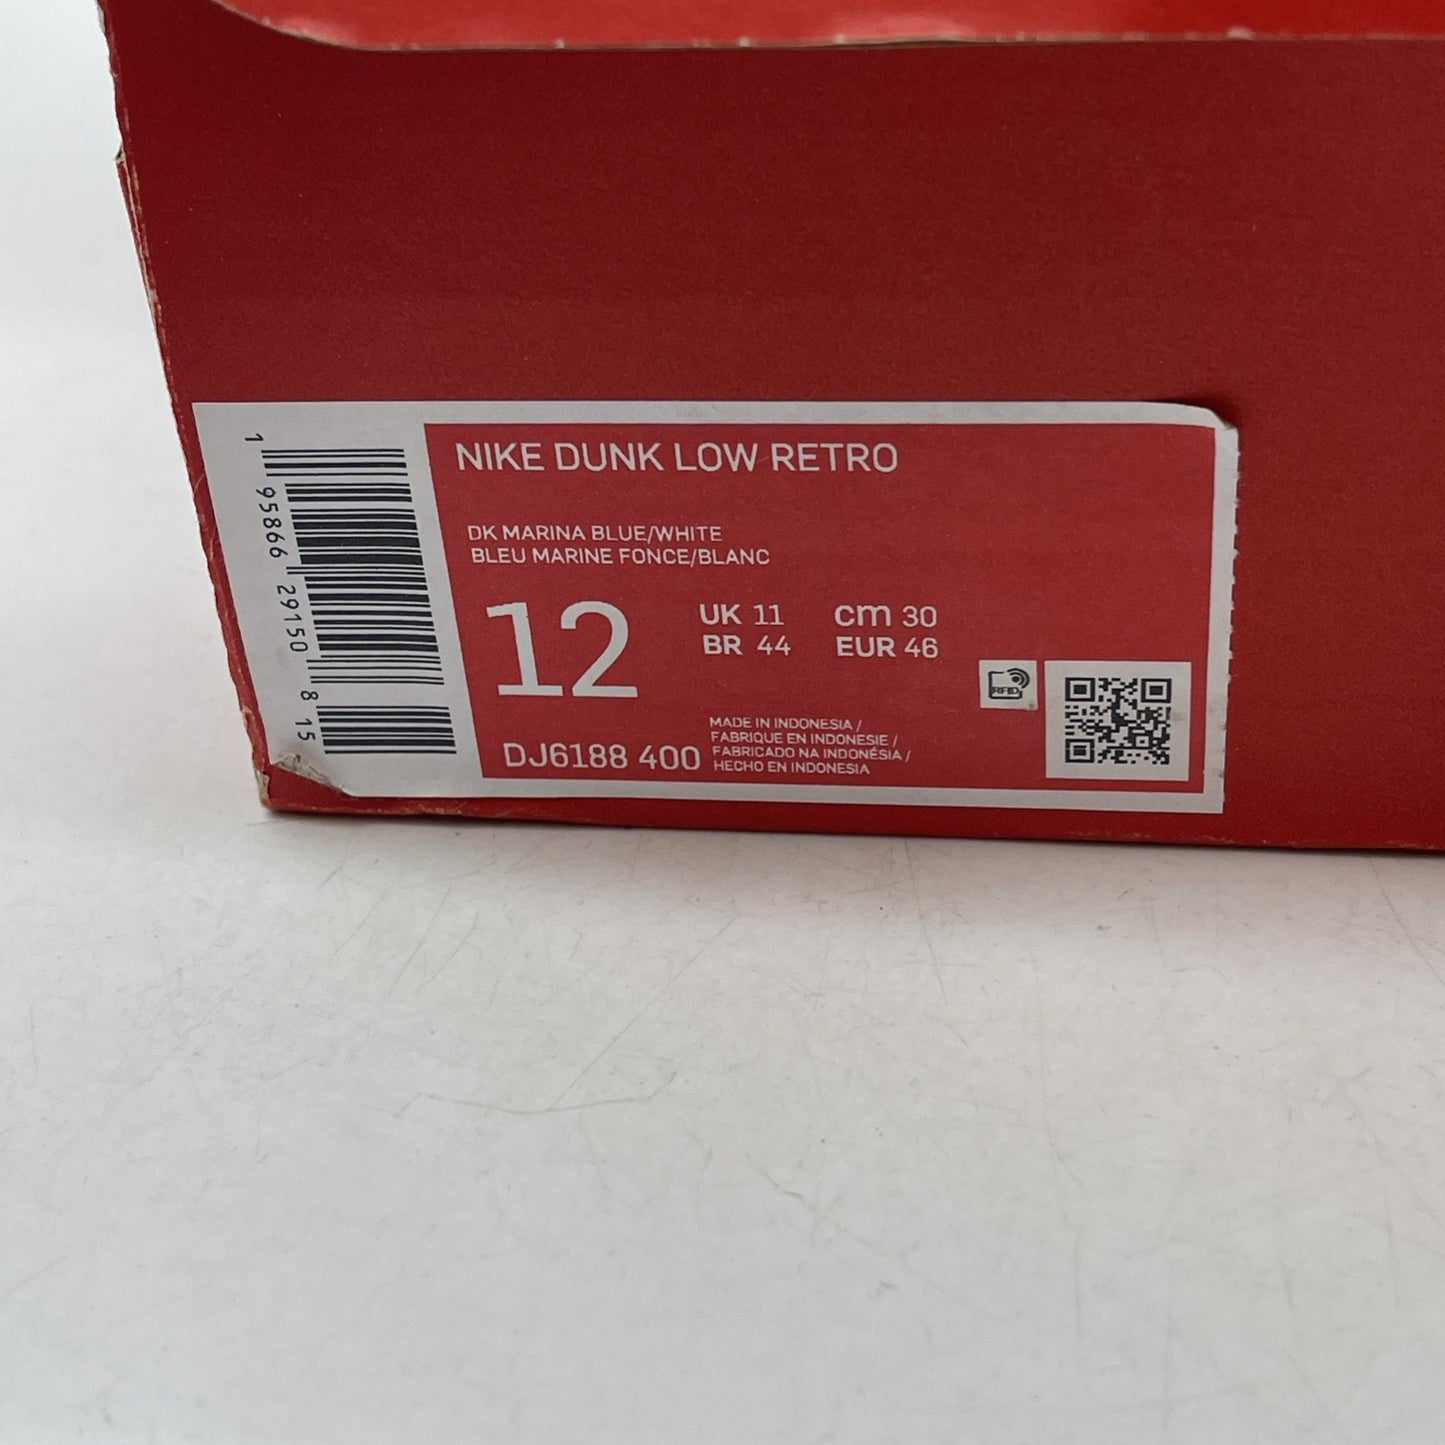 NIKE DUNK LOW RETRO
DK MARINA BLUE/WHITE
BLEU MARINE FONCE/BLANC
12
UK 11 cm 30
BR 44 EUR 46
DJ6188 400
MADE IN INDONESIA /
FABRIQUE EN INDONESIE /
FABRICADO NA INDONÉSIA /
HECHO EN INDONESIA
RFID
1 95866 29150 8 15